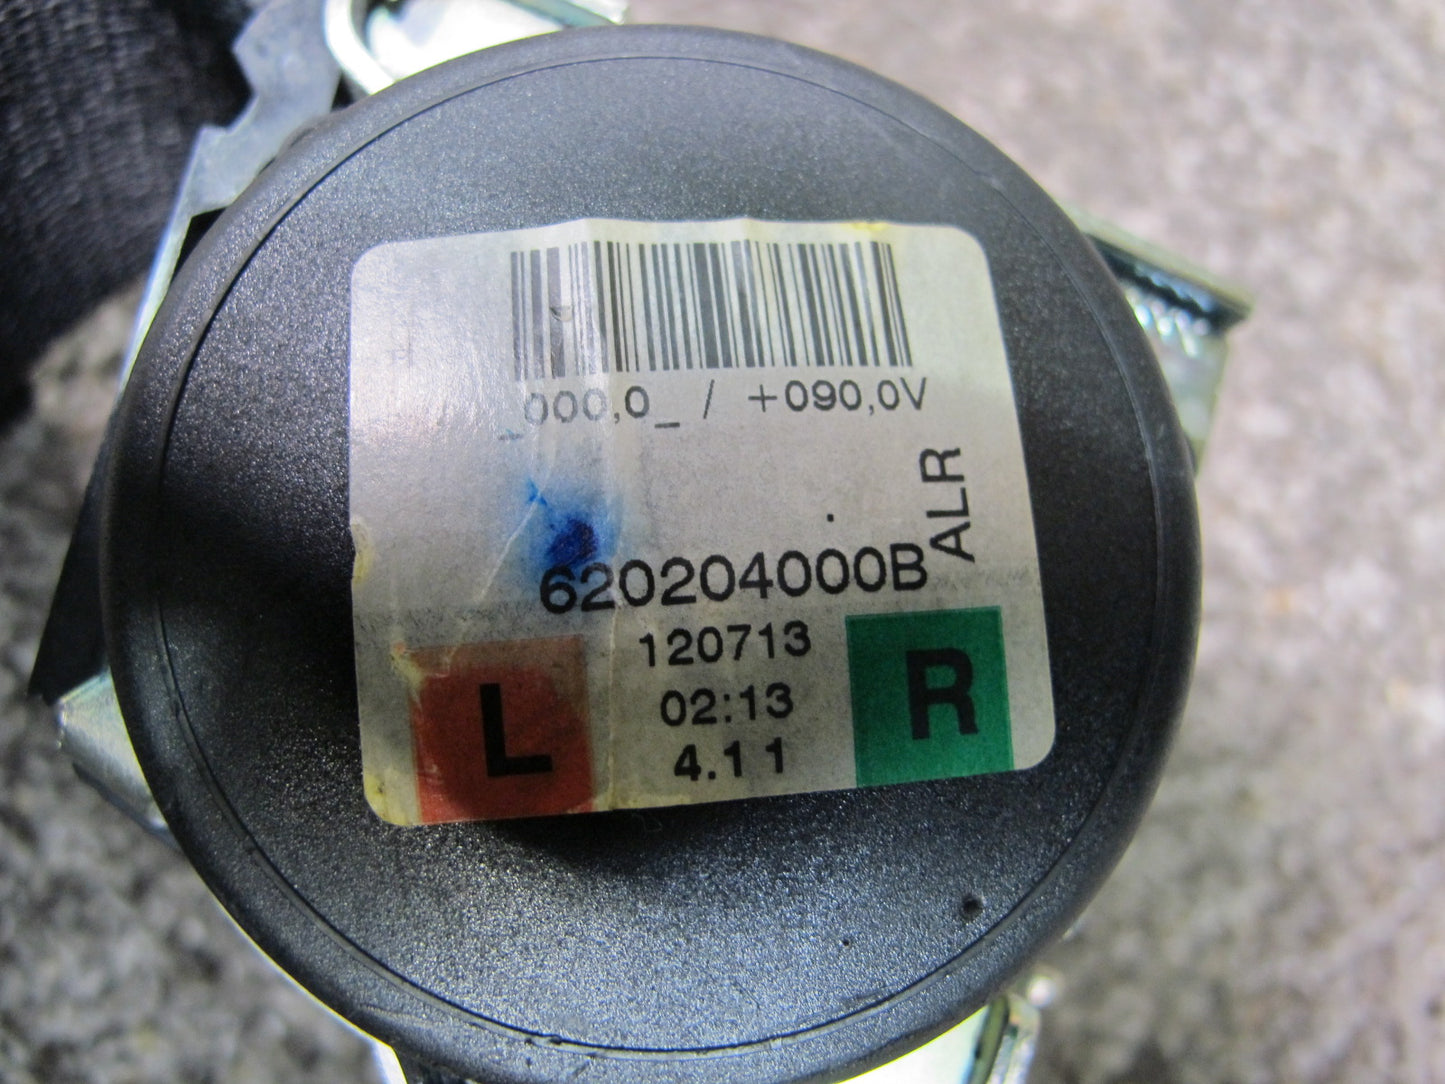 _000,0_ / +090,0V
ALR
620204000B
120713
L
R
02:13
4.11